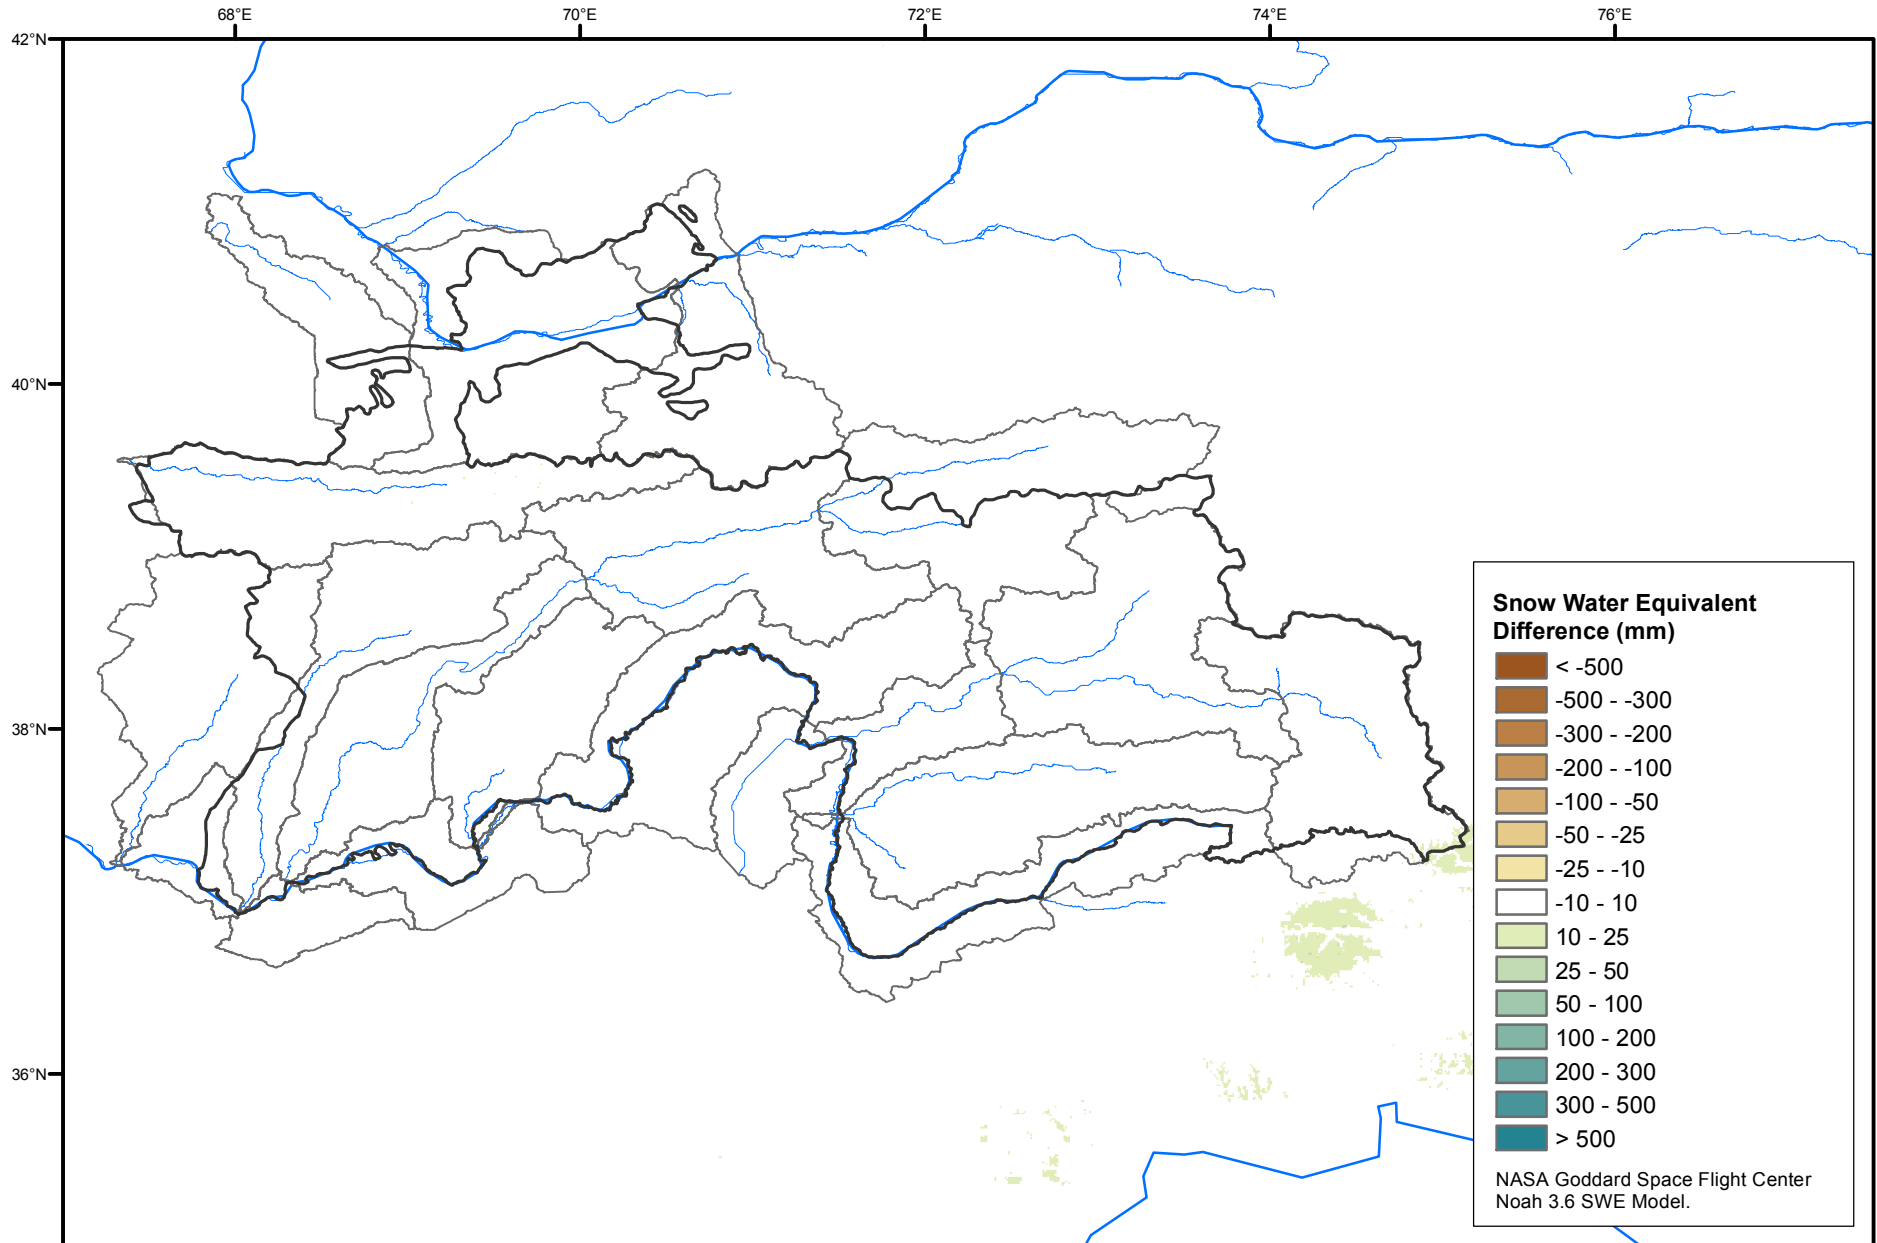 68°E 70°E 72°E 74°E 76°E
42°N
40°N
38°N
36°N
Snow Water Equivalent
Difference (mm)
< -500
-500 - -300
-300 - -200
-200 - -100
-100 - -50
-50 - -25
-25 - -10
-10 - 10
10 - 25
25 - 50
50 - 100
100 - 200
200 - 300
300 - 500
> 500
NASA Goddard Space Flight Center
Noah 3.6 SWE Model.